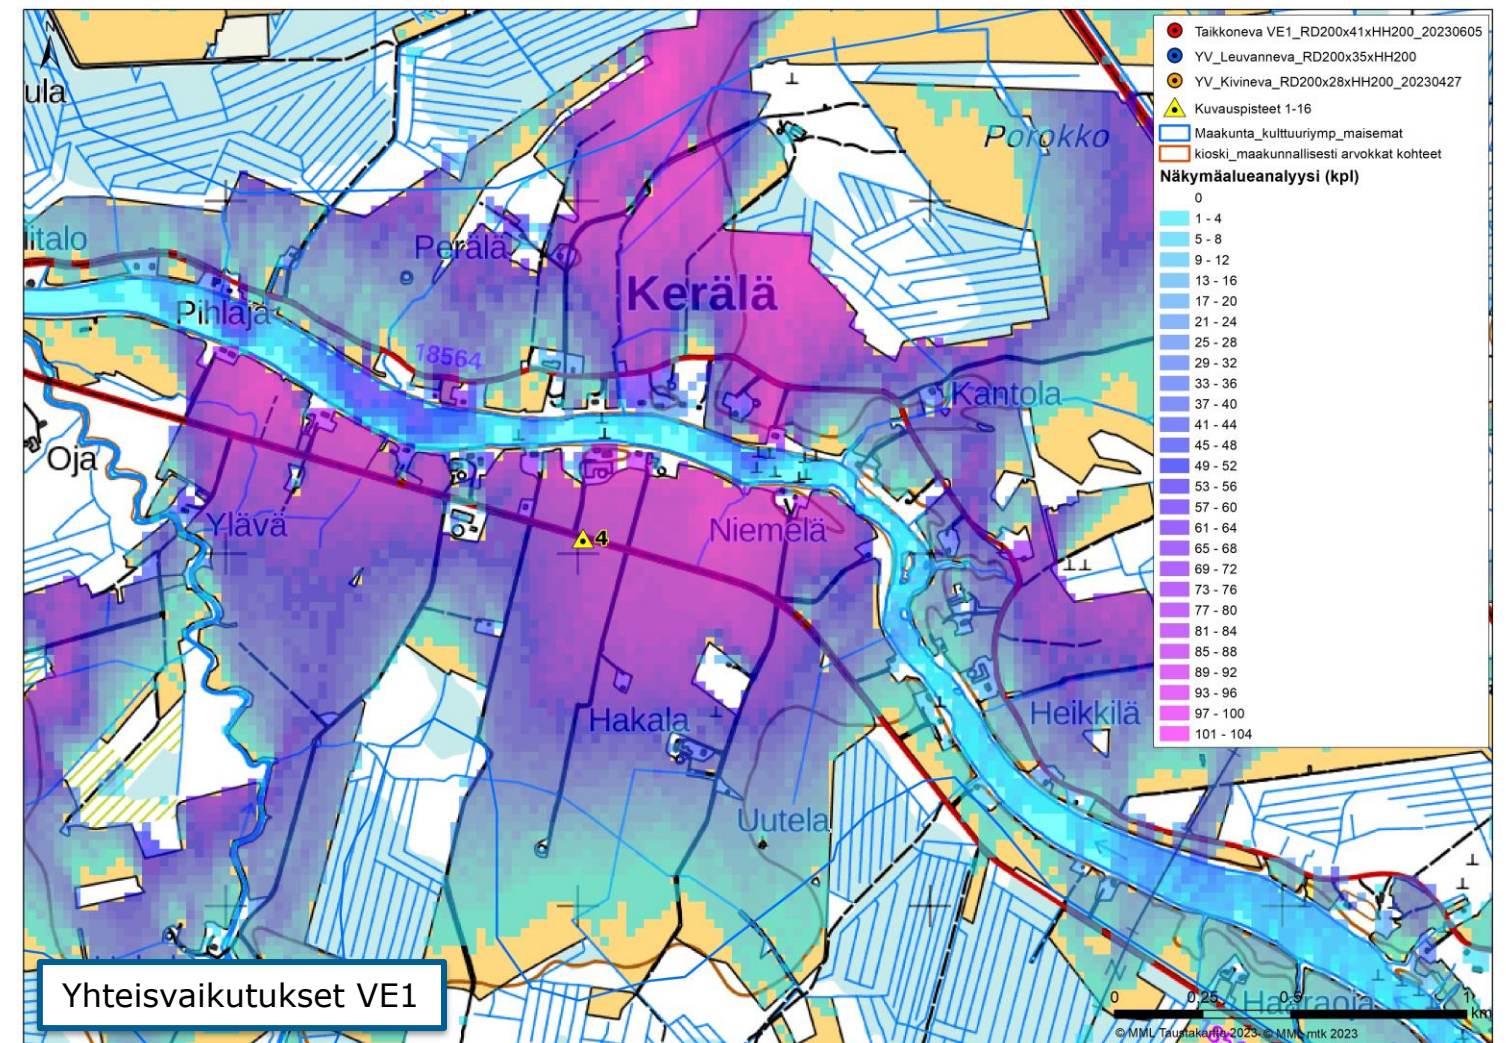 N
ula
Porokko
litalo
Perälä
Kerälä
Pihlaja
18564
Kantola
Oja
Ylävä
4
Niemelä
Hakala
Heikkilä
Uutela
Haaraoja
Taikkoneva VE1_RD200x41xHH200_20230605
YV_Leuvanneva_RD200x35xHH200
YV_Kivineva_RD200x28xHH200_20230427
Kuvauspisteet 1-16
Maakunta_kulttuuriymp_maisemat
kioski_maakunnallisesti arvokkat kohteet
Näkymäalueanalyysi (kpl)
0
1 - 4
5 - 8
9 - 12
13 - 16
17 - 20
21 - 24
25 - 28
29 - 32
33 - 36
37 - 40
41 - 44
45 - 48
49 - 52
53 - 56
57 - 60
61 - 64
65 - 68
69 - 72
73 - 76
77 - 80
81 - 84
85 - 88
89 - 92
93 - 96
97 - 100
101 - 104
Yhteisvaikutukset VE1
0 0,25 0,5 1
km
© MML Taustakartta 2023 © MML mtk 2023